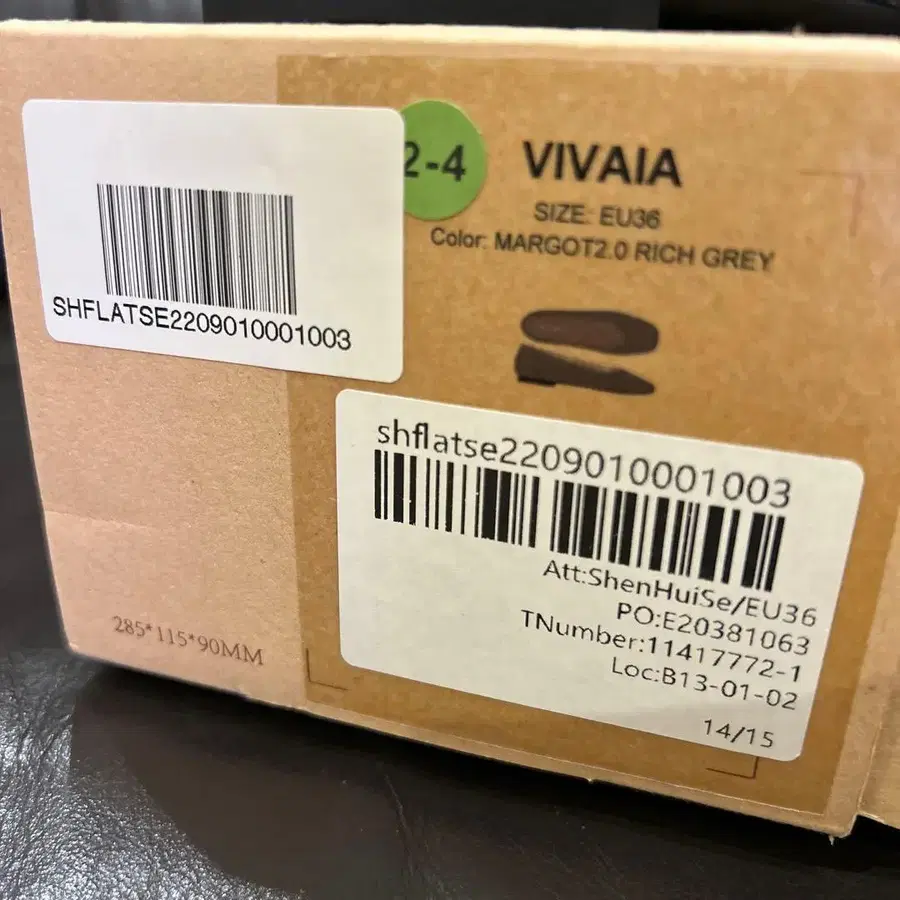 2-4
VIVAIA
SIZE: EU36
Color: MARGOT2.0 RICH GREY
SHFLATSE2209010001003
shflatse2209010001003
Att:ShenHuiSe/EU36
PO:E20381063
TNumber:11417772-1
Loc:B13-01-02
14/15
285*115*90MM